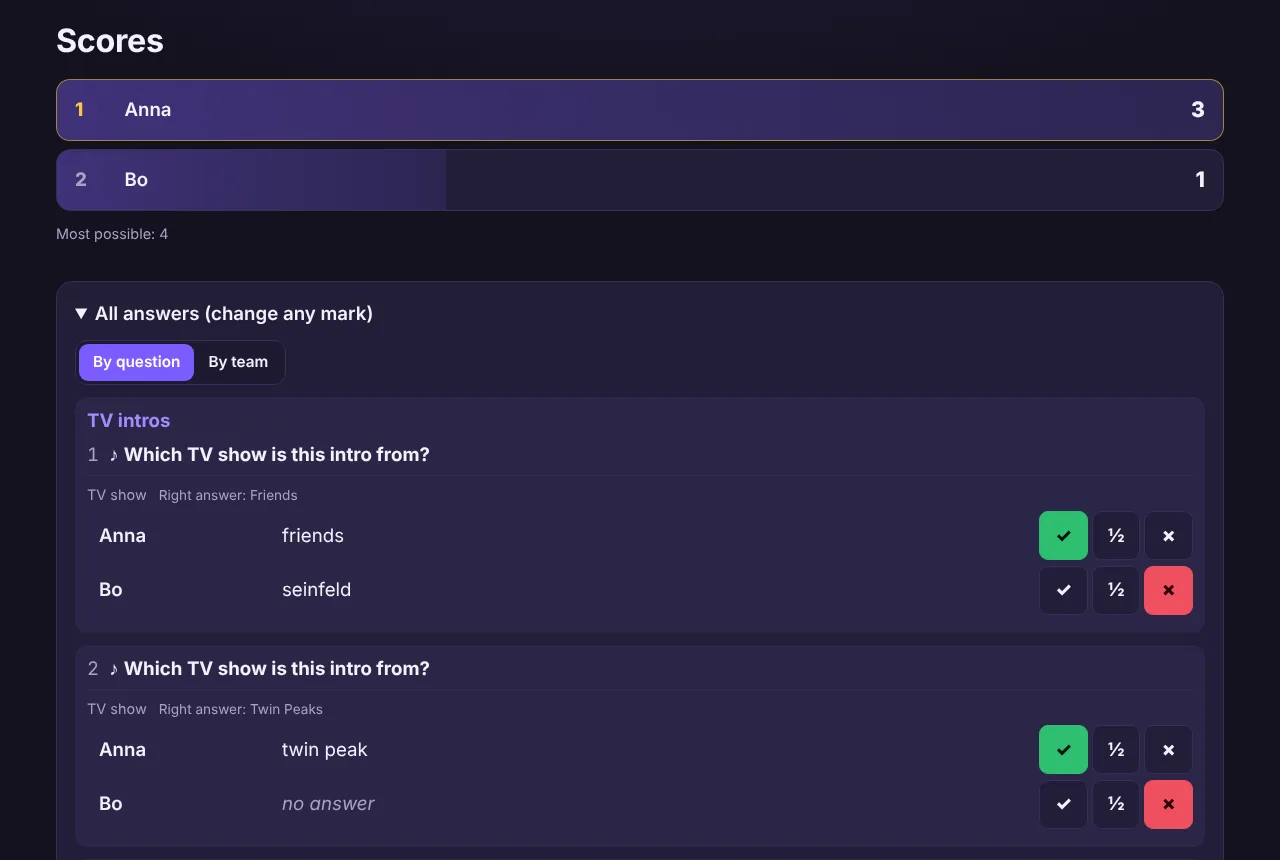 Scores
1 Anna 3
2 Bo 1
Most possible: 4
▼ All answers (change any mark)
By question By team
TV intros
1 ♪ Which TV show is this intro from?
TV show Right answer: Friends
Anna friends ✓ ½ ×
Bo seinfeld ✓ ½ ×
2 ♪ Which TV show is this intro from?
TV show Right answer: Twin Peaks
Anna twin peak ✓ ½ ×
Bo no answer ✓ ½ ×